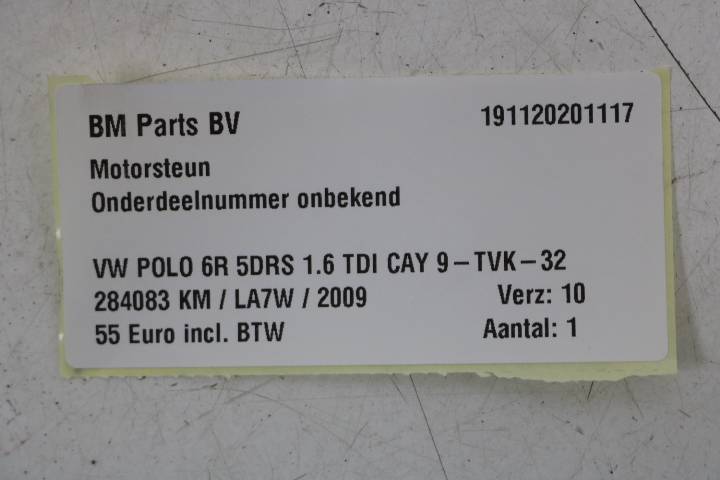 BM Parts BV 191120201117
Motorsteun
Onderdeelnummer onbekend
VW POLO 6R 5DRS 1.6 TDI CAY 9-TVK-32
284083 KM / LA7W / 2009 Verz: 10
55 Euro incl. BTW Aantal: 1